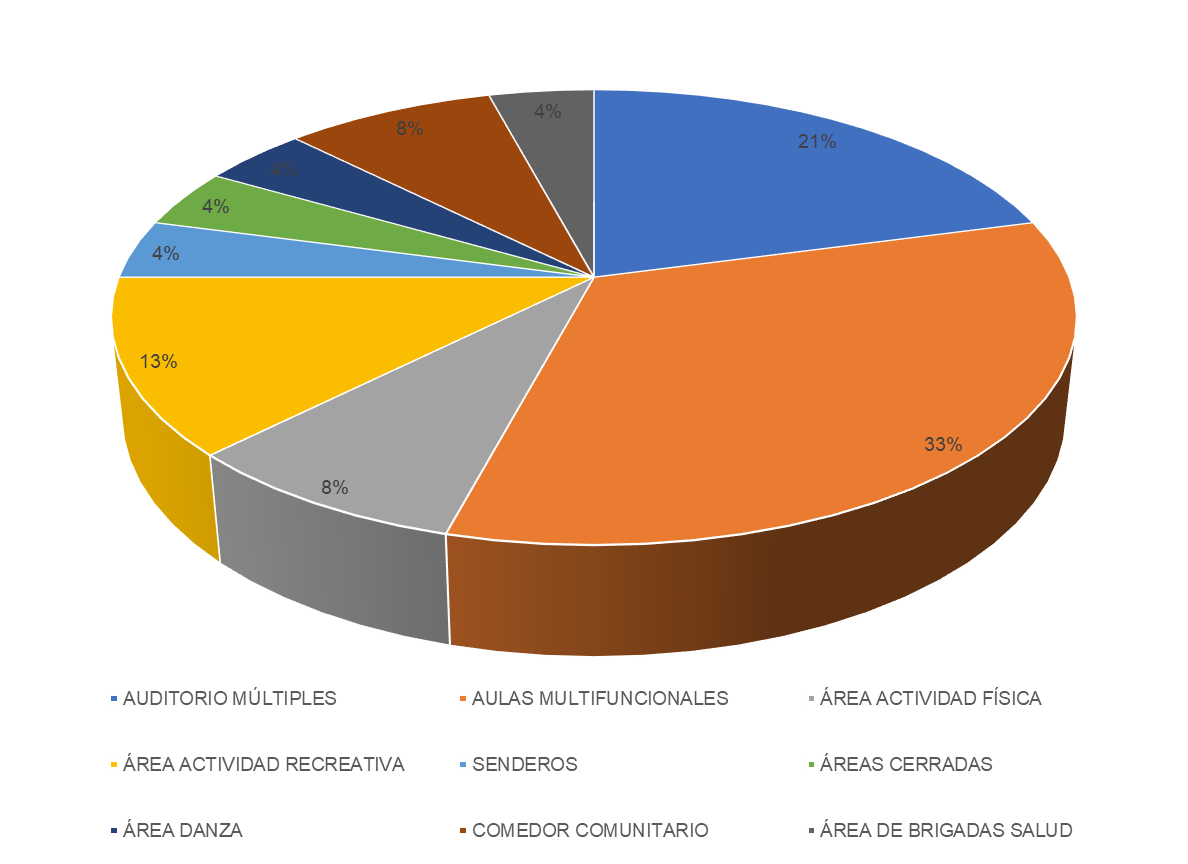 4%
8%
21%
4%
4%
4%
13%
33%
8%
AUDITORIO MÚLTIPLES
AULAS MULTIFUNCIONALES
ÁREA ACTIVIDAD FÍSICA
ÁREA ACTIVIDAD RECREATIVA
SENDEROS
ÁREAS CERRADAS
ÁREA DANZA
COMEDOR COMUNITARIO
ÁREA DE BRIGADAS SALUD